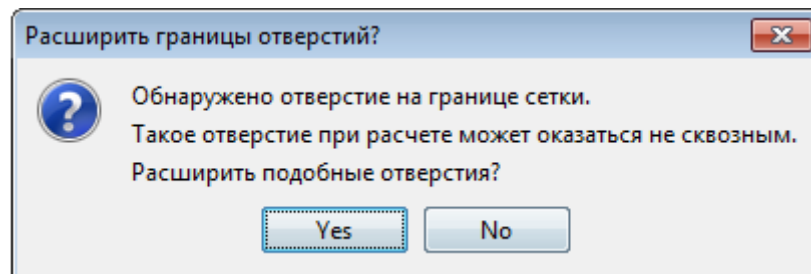 Расширить границы отверстий?
Обнаружено отверстие на границе сетки.
Такое отверстие при расчете может оказаться не сквозным.
Расширить подобные отверстия?
Yes No